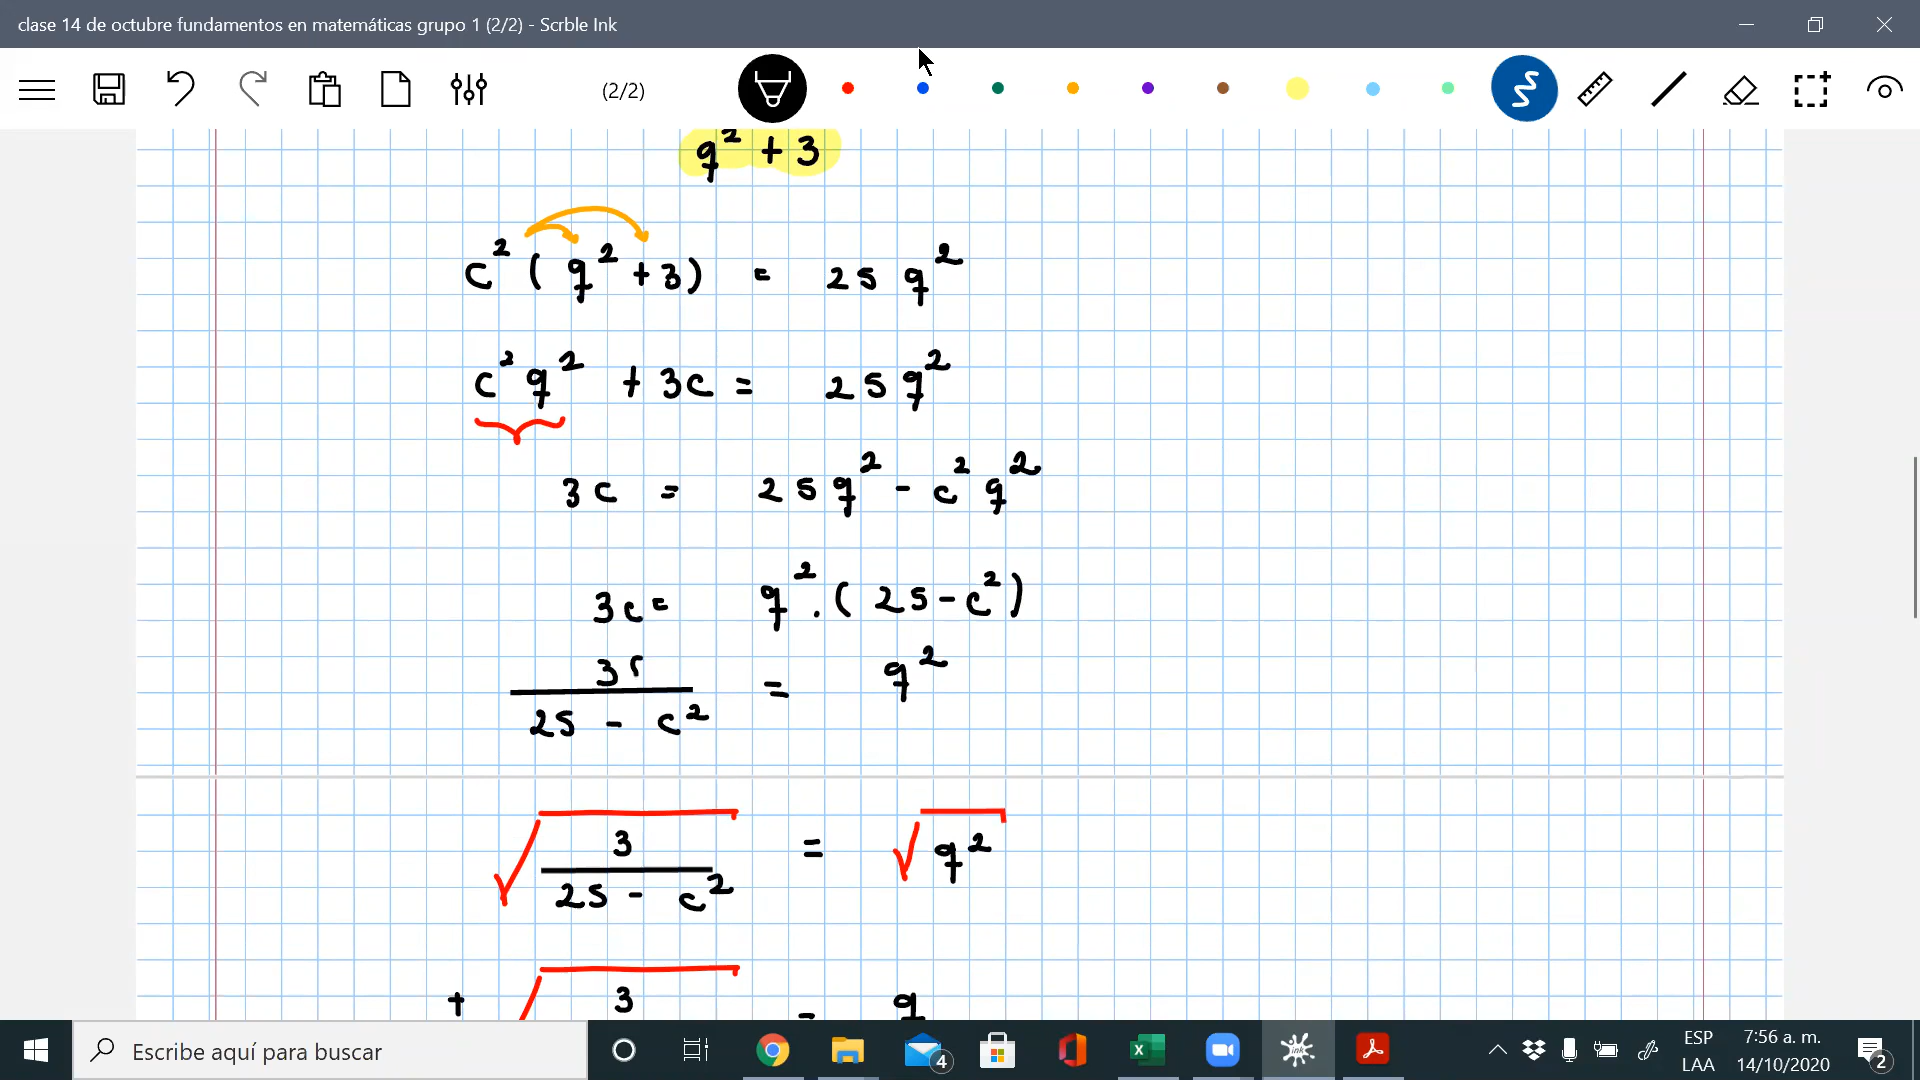 clase 14 de octubre fundamentos en matemáticas grupo 1 (2/2) - Scrble Ink
(2/2)
q² + 3
c² ( q² + 3 ) = 25 q²
c² q² + 3c = 25 q²
3c = 25 q² - c² q²
3c = q² . ( 25 - c² )
3 / 25 - c² = q²
√ 3 / 25 - c² = √ q²
+ √ 3 = q
Escribe aquí para buscar
4
ESP
LAA
7:56 a. m.
14/10/2020
2